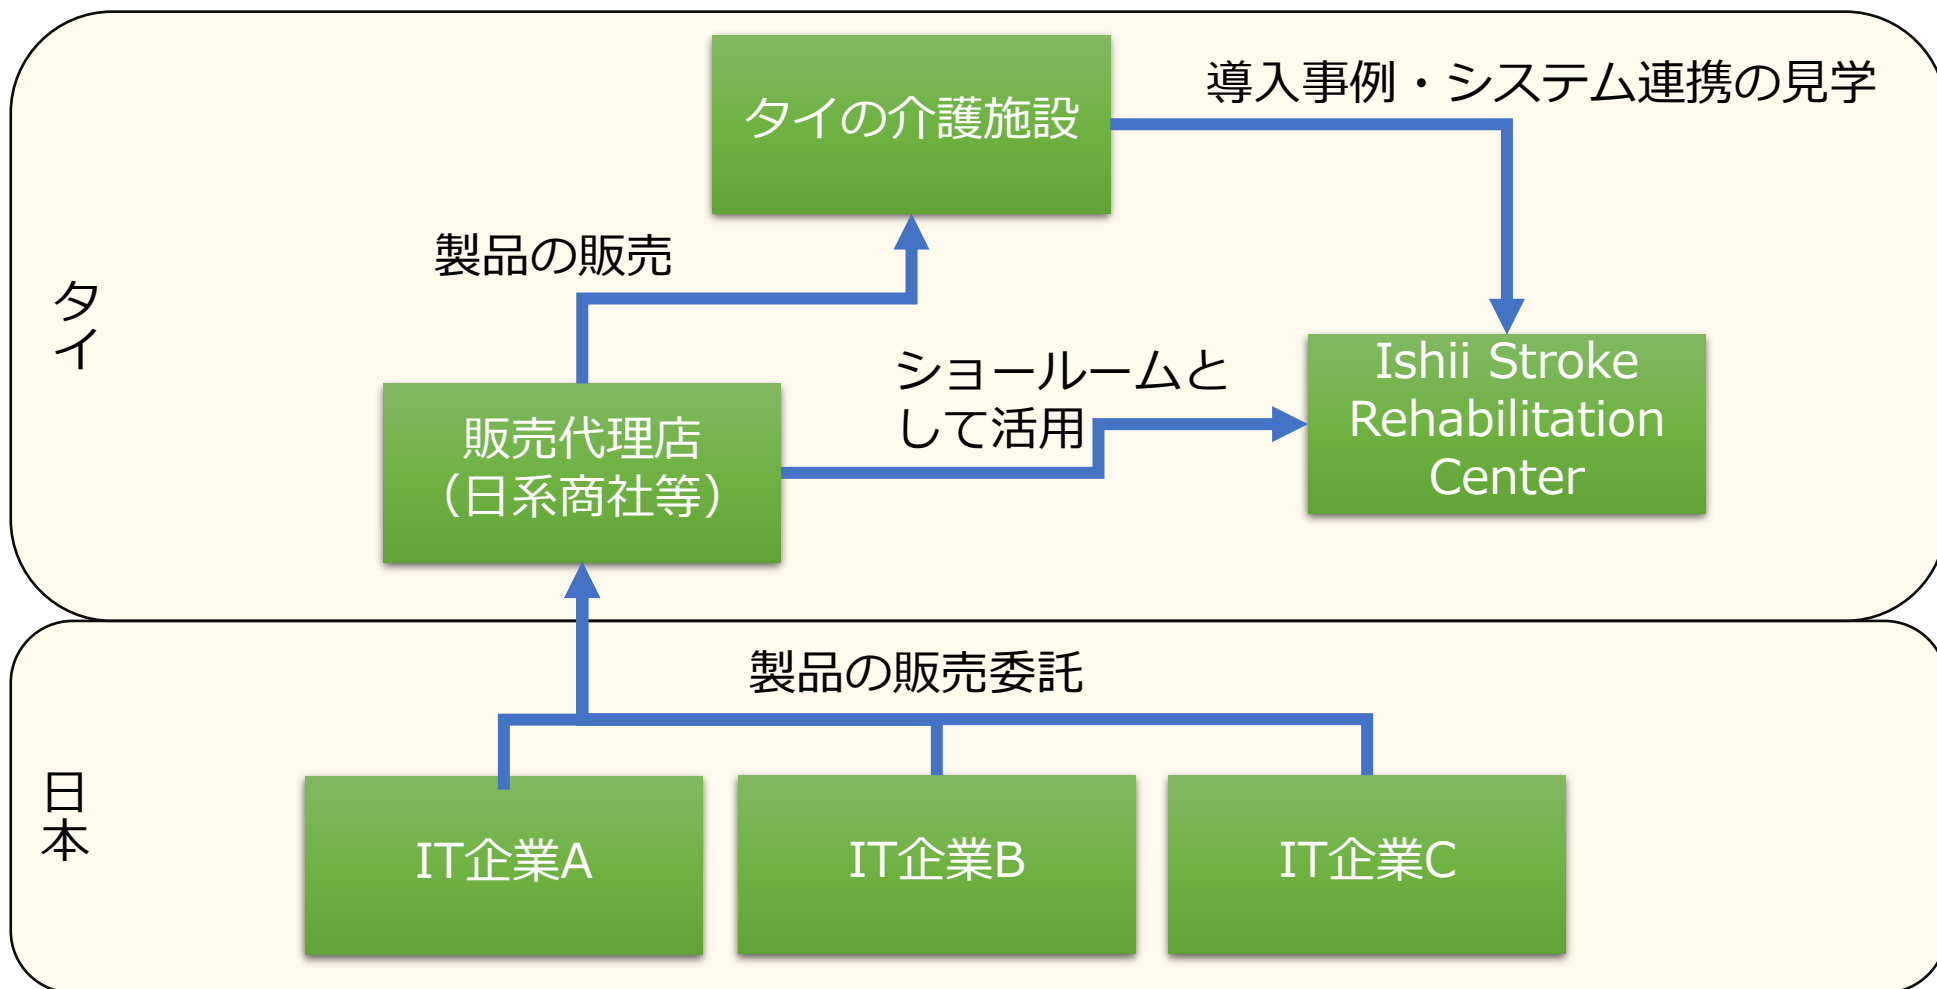 タイの介護施設
導入事例・システム連携の見学
製品の販売
タイ
ショールームと
して活用
Ishii Stroke
Rehabilitation
Center
販売代理店
（日系商社等）
製品の販売委託
日本
IT企業A
IT企業B
IT企業C